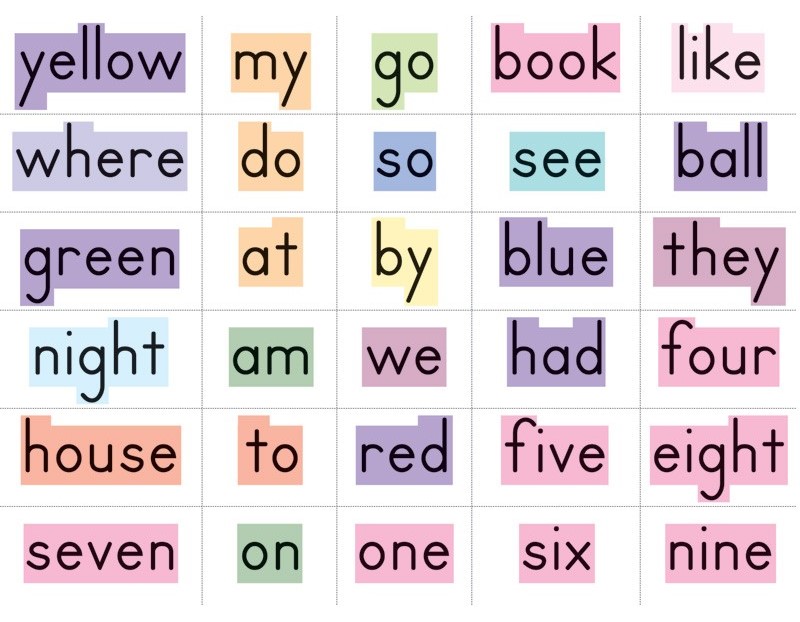 yellow my go book like
where do so see ball
green at by blue they
night am we had four
house to red five eight
seven on one six nine